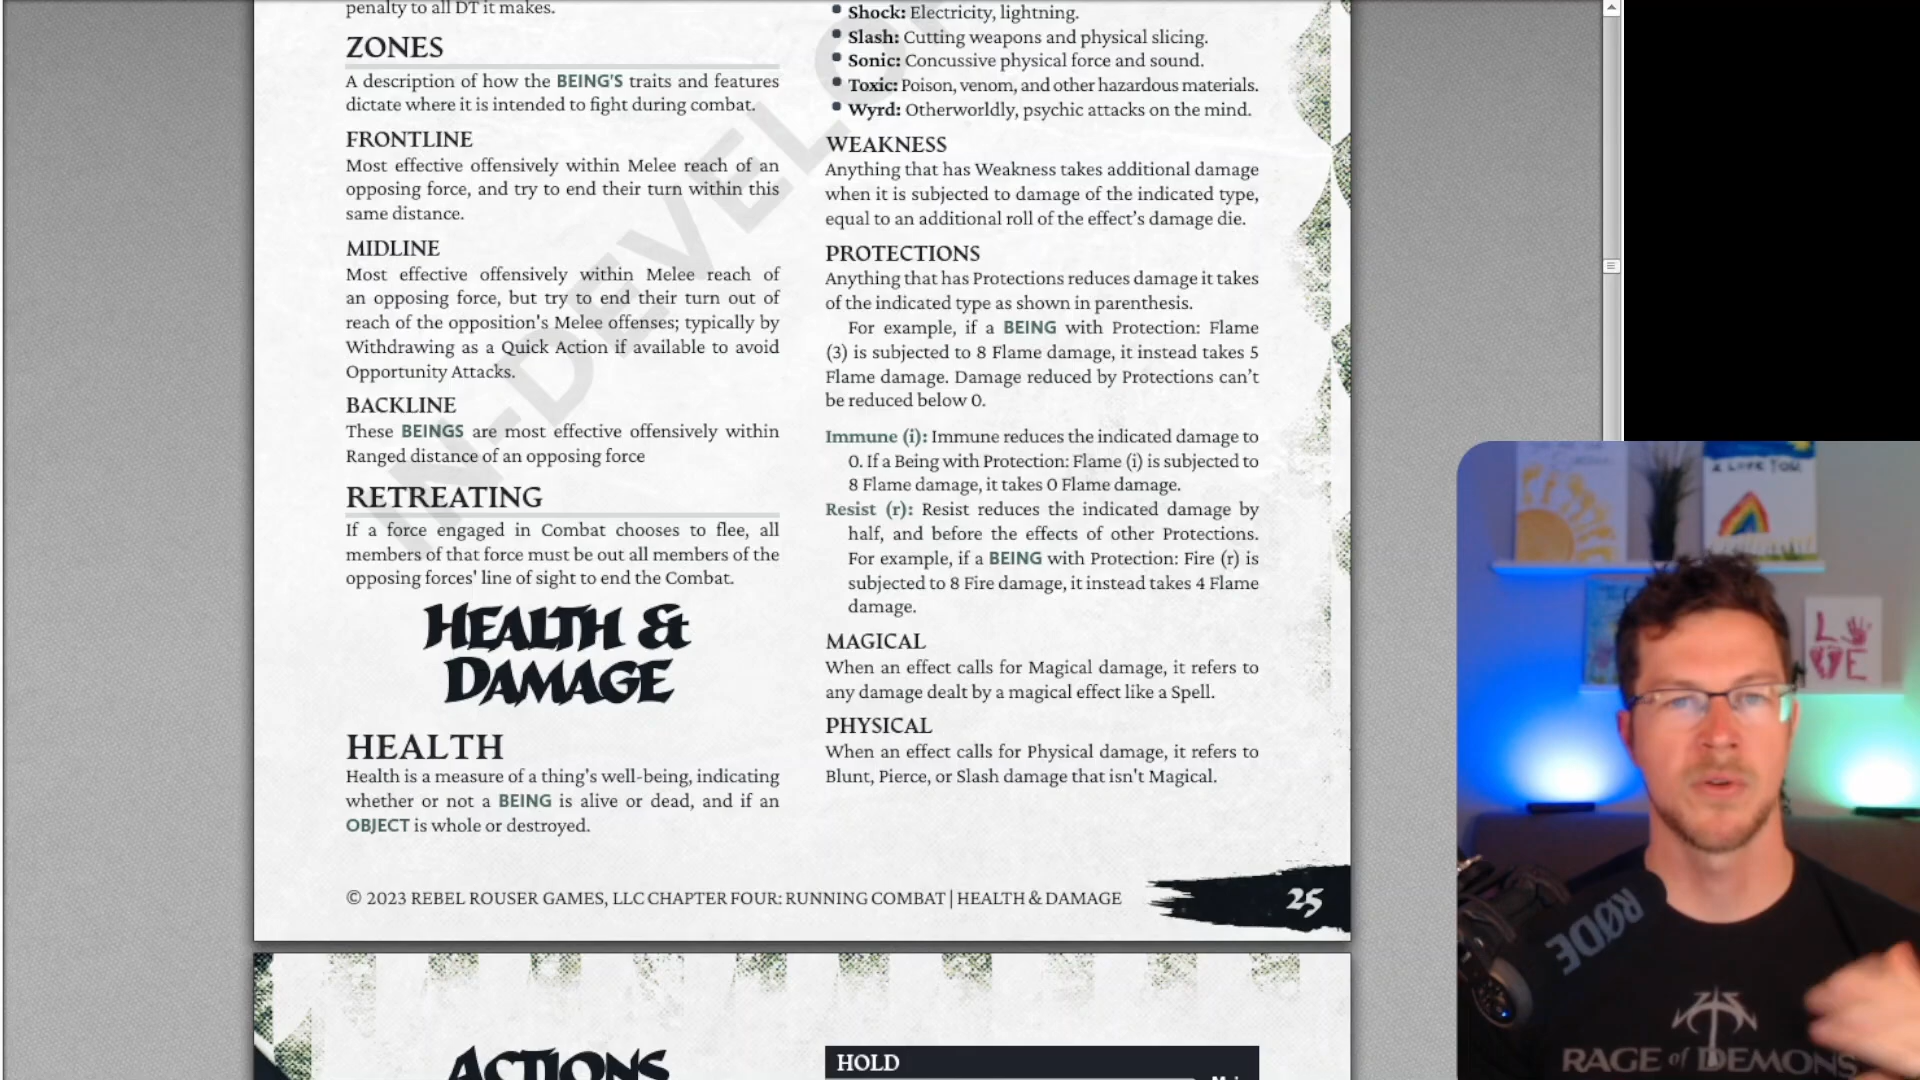 penalty to all DT it makes.
ZONES
A description of how the BEING'S traits and features
dictate where it is intended to fight during combat.
FRONTLINE
Most effective offensively within Melee reach of an
opposing force, and try to end their turn within this
same distance.
MIDLINE
Most effective offensively within Melee reach of
an opposing force, but try to end their turn out of
reach of the opposition's Melee offenses; typically by
Withdrawing as a Quick Action if available to avoid
Opportunity Attacks.
BACKLINE
These BEINGS are most effective offensively within
Ranged distance of an opposing force
RETREATING
If a force engaged in Combat chooses to flee, all
members of that force must be out all members of the
opposing forces' line of sight to end the Combat.
HEALTH &
DAMAGE
HEALTH
Health is a measure of a thing's well-being, indicating
whether or not a BEING is alive or dead, and if an
OBJECT is whole or destroyed.
Shock: Electricity, lightning.
Slash: Cutting weapons and physical slicing.
Sonic: Concussive physical force and sound.
Toxic: Poison, venom, and other hazardous materials.
Wyrd: Otherworldly, psychic attacks on the mind.
WEAKNESS
Anything that has Weakness takes additional damage
when it is subjected to damage of the indicated type,
equal to an additional roll of the effect's damage die.
PROTECTIONS
Anything that has Protections reduces damage it takes
of the indicated type as shown in parenthesis.
For example, if a BEING with Protection: Flame
(3) is subjected to 8 Flame damage, it instead takes 5
Flame damage. Damage reduced by Protections can't
be reduced below 0.
Immune (i): Immune reduces the indicated damage to
0. If a Being with Protection: Flame (i) is subjected to
8 Flame damage, it takes 0 Flame damage.
Resist (r): Resist reduces the indicated damage by
half, and before the effects of other Protections.
For example, if a BEING with Protection: Fire (r) is
subjected to 8 Fire damage, it instead takes 4 Flame
damage.
MAGICAL
When an effect calls for Magical damage, it refers to
any damage dealt by a magical effect like a Spell.
PHYSICAL
When an effect calls for Physical damage, it refers to
Blunt, Pierce, or Slash damage that isn't Magical.
© 2023 REBEL ROUSER GAMES, LLC CHAPTER FOUR: RUNNING COMBAT | HEALTH & DAMAGE
25
IN-DEVELO
ACTIONS
HOLD
I LOVE YOU
LOVE
RØDE
RAGE of DEMONS